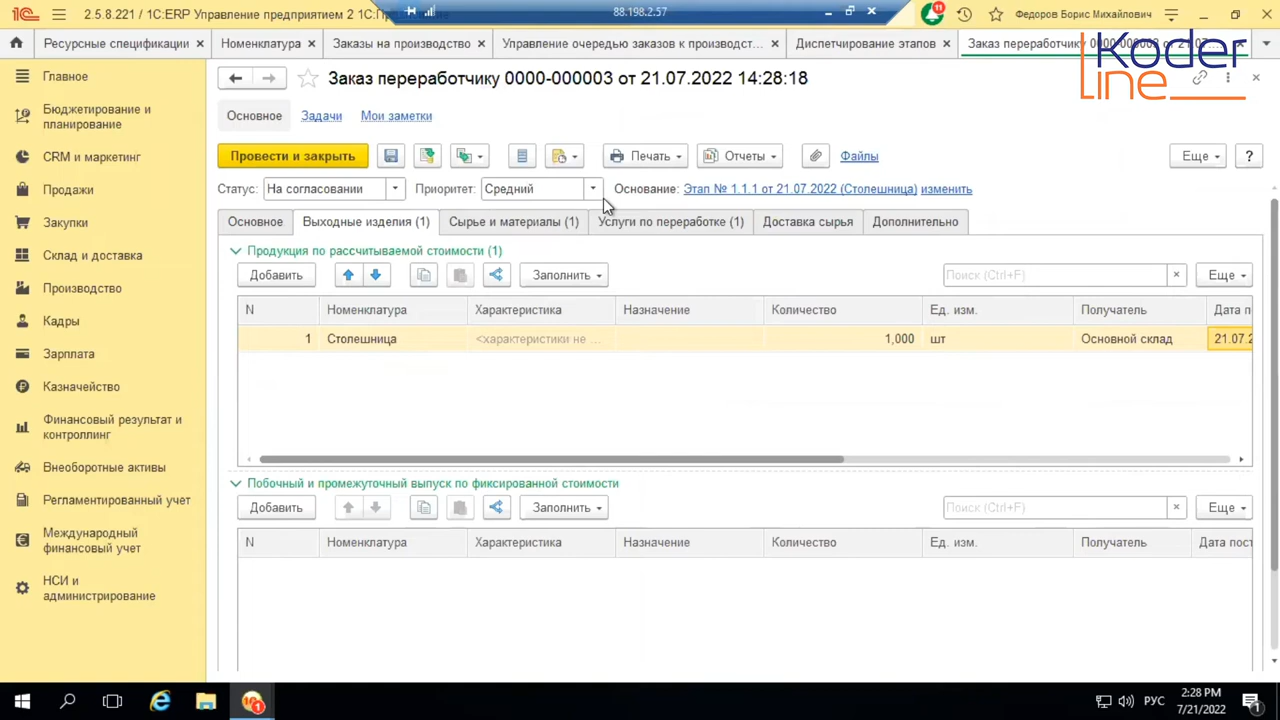 2.5.8.221 / 1С:ERP Управление предприятием 2 1С:Пр
88.198.2.57
11
Федоров Борис Михайлович
Ресурсные спецификации ×
Номенклатура ×
Заказы на производство ×
Управление очередью заказов к производст... ×
Диспетчирование этапов ×
Заказ переработчику 0000-000003 от 21.07...
Koder
line
Главное
Бюджетирование и
планирование
CRM и маркетинг
Продажи
Закупки
Склад и доставка
Производство
Кадры
Зарплата
Казначейство
Финансовый результат и
контроллинг
Внеоборотные активы
Регламентированный учет
Международный
финансовый учет
НСИ и
администрирование
Заказ переработчику 0000-000003 от 21.07.2022 14:28:18
Основное Задачи Мои заметки
Провести и закрыть Печать Отчеты Файлы Еще ?
Статус: На согласовании Приоритет: Средний Основание: Этап № 1.1.1 от 21.07.2022 (Столешница) изменить
Основное Выходные изделия (1) Сырье и материалы (1) Услуги по переработке (1) Доставка сырья Дополнительно
Продукция по рассчитываемой стоимости (1)
Добавить Заполнить Поиск (Ctrl+F) × Еще
N Номенклатура Характеристика Назначение Количество Ед. изм. Получатель Дата п
1 Столешница <характеристики не ... 1,000 шт Основной склад 21.07.2
Побочный и промежуточный выпуск по фиксированной стоимости
Добавить Заполнить Поиск (Ctrl+F) × Еще
N Номенклатура Характеристика Назначение Количество Ед. изм. Получатель Дата пост
РУС
2:28 PM
7/21/2022
1